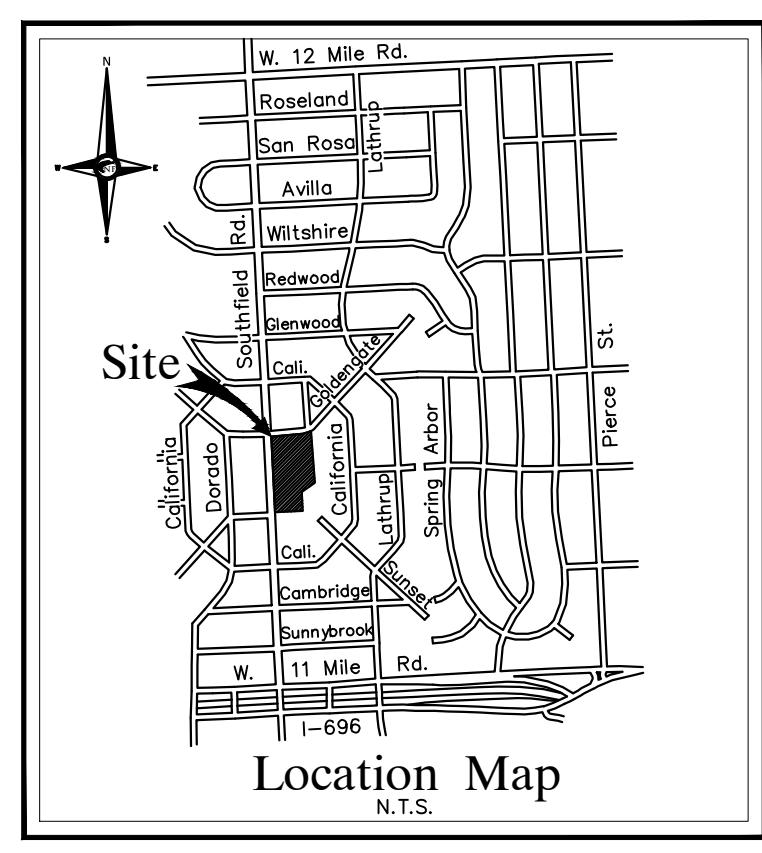 W. 12 Mile Rd.
N
Roseland
Lathrup
San Rosa
W
NF
E
Avilla
S
Rd.
Wiltshire
Redwood
Southfield
Glenwood
St.
Site
Cali.
Goldengate
Pierce
Arbor
California
Dorado
California
Lathrup
Spring
Cali.
Sunset
Cambridge
Sunnybrook
W. 11 Mile Rd.
I-696
Location Map
N.T.S.